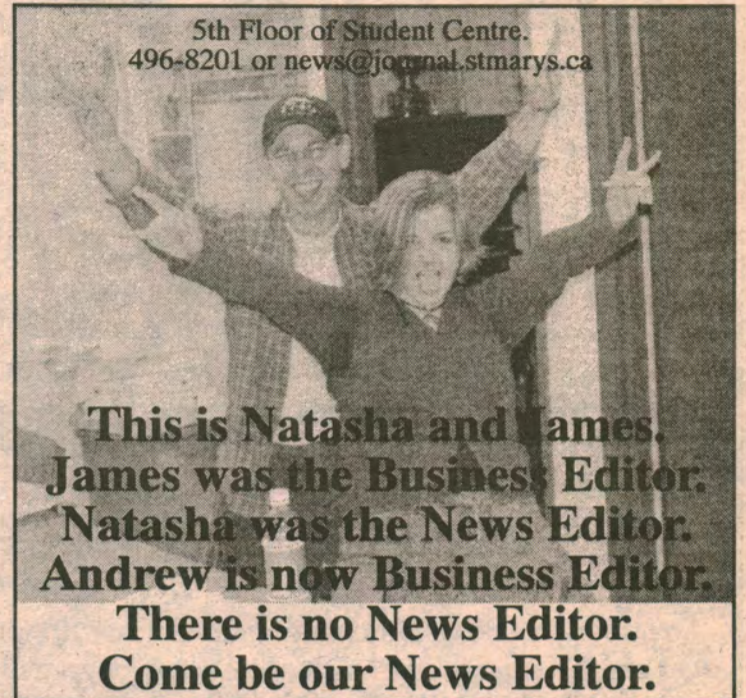 5th Floor of Student Centre.
496-8201 or news@journal.stmarys.ca
This is Natasha and James.
James was the Business Editor.
Natasha was the News Editor.
Andrew is now Business Editor.
There is no News Editor.
Come be our News Editor.